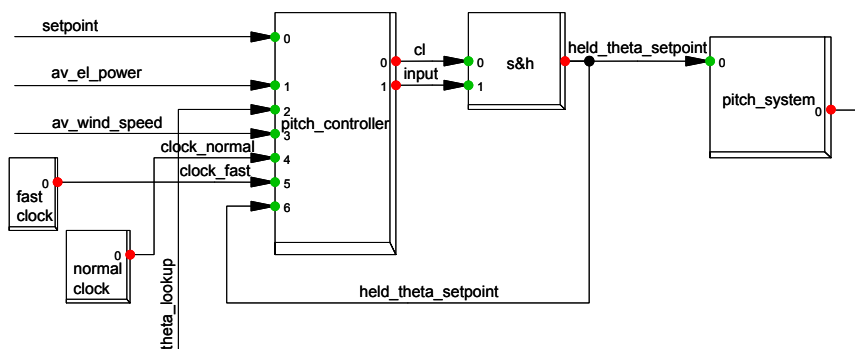 setpoint
av_el_power
av_wind_speed
clock_normal
clock_fast
0
1
2
3
4
5
6
pitch_controller
0
1
cl
input
0
1
s&h
held_theta_setpoint
0
pitch_system
0
0
fast
clock
0
normal
clock
theta_lookup
held_theta_setpoint